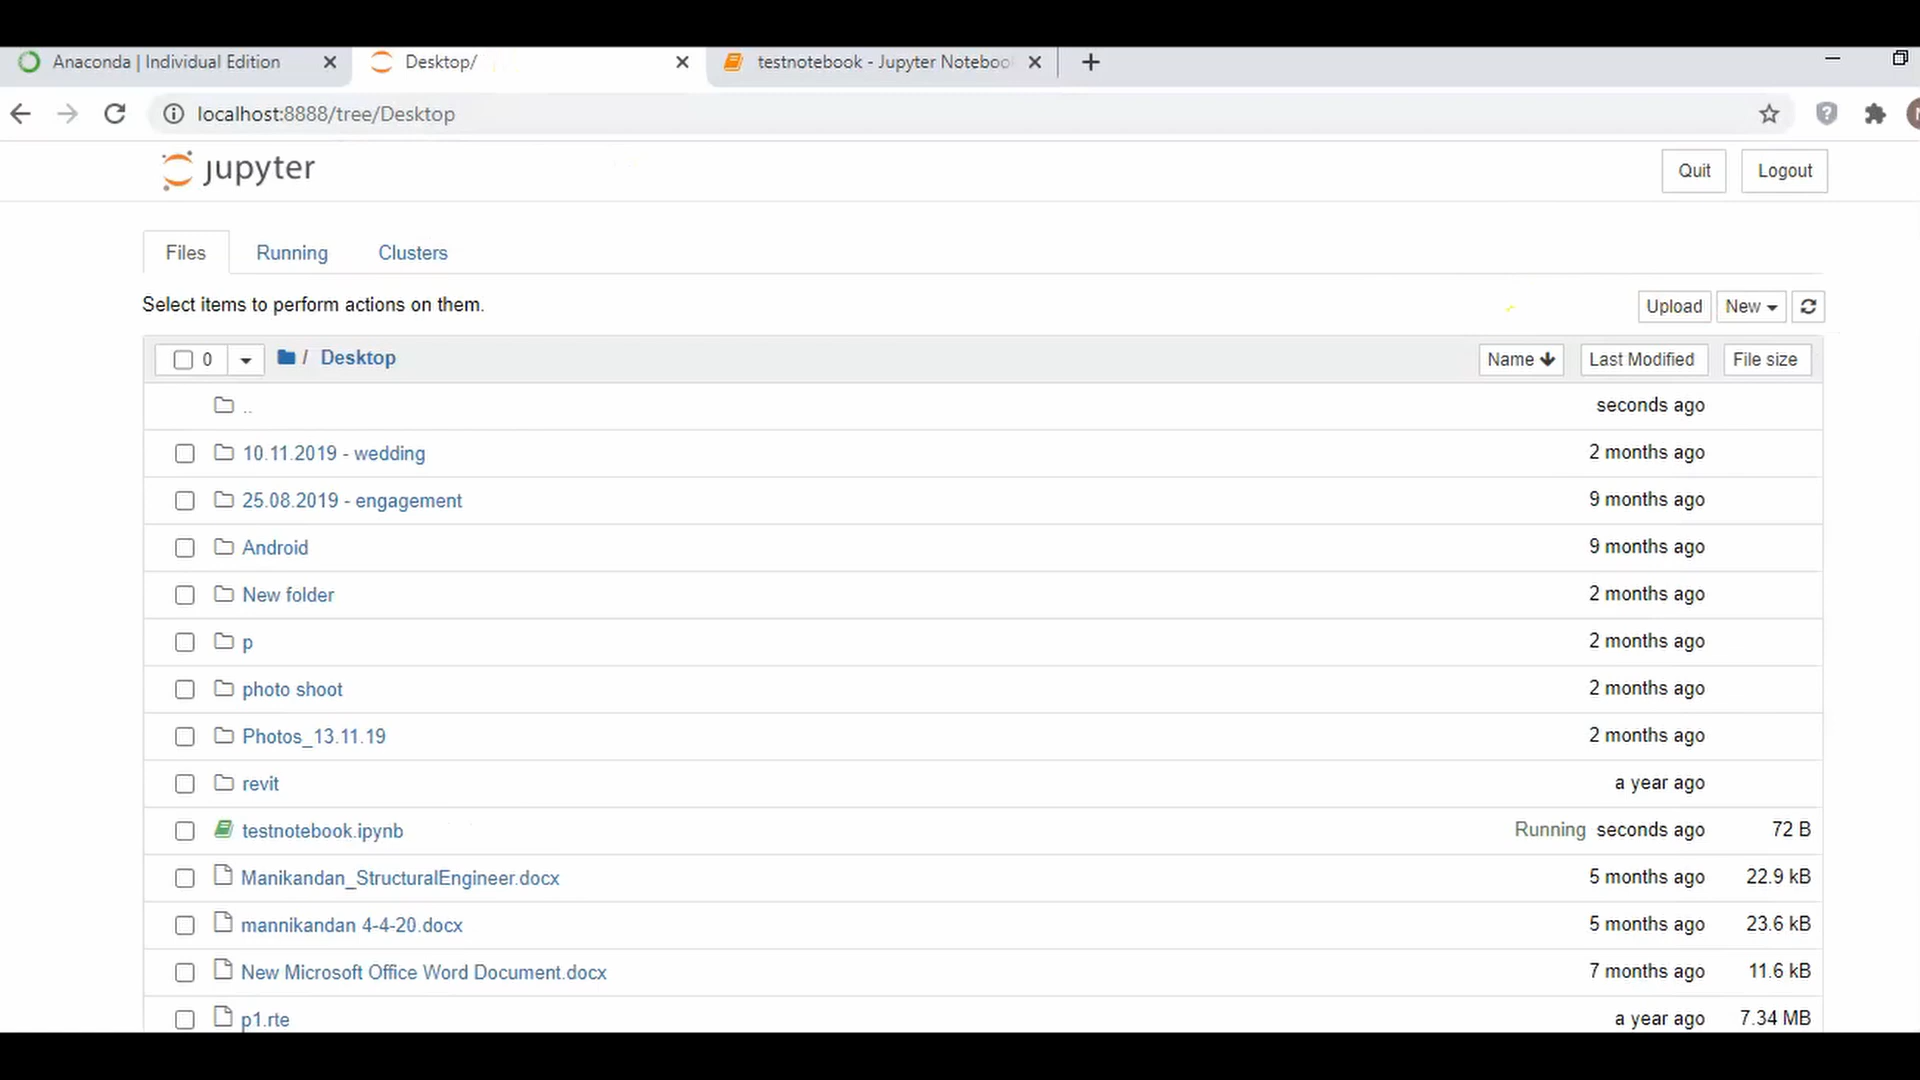 Anaconda | Individual Edition
Desktop/
testnotebook - Jupyter Noteboo
localhost:8888/tree/Desktop
jupyter
Quit
Logout
Files
Running
Clusters
Select items to perform actions on them.
Upload
New
0
/
Desktop
Name
Last Modified
File size
..
seconds ago
10.11.2019 - wedding
2 months ago
25.08.2019 - engagement
9 months ago
Android
9 months ago
New folder
2 months ago
p
2 months ago
photo shoot
2 months ago
Photos_13.11.19
2 months ago
revit
a year ago
testnotebook.ipynb
Running seconds ago
72 B
Manikandan_StructuralEngineer.docx
5 months ago
22.9 kB
mannikandan 4-4-20.docx
5 months ago
23.6 kB
New Microsoft Office Word Document.docx
7 months ago
11.6 kB
p1.rte
a year ago
7.34 MB